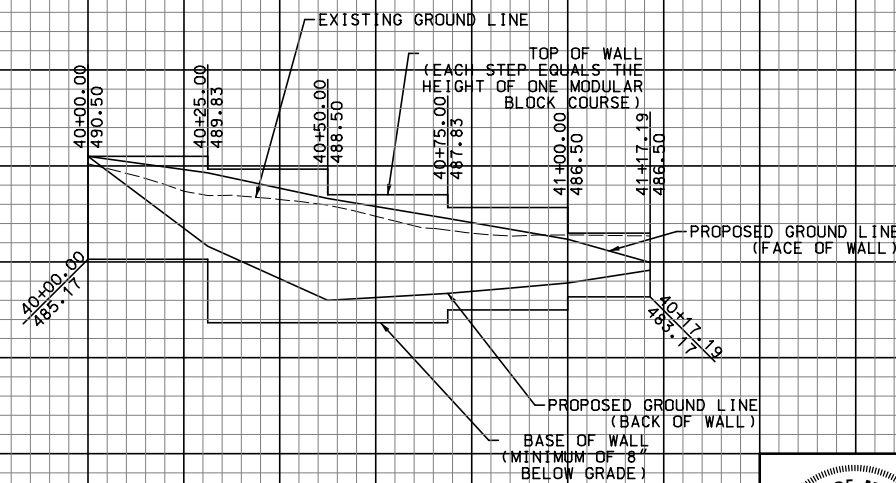 EXISTING GROUND LINE
TOP OF WALL
(EACH STEP EQUALS THE
HEIGHT OF ONE MODULAR
BLOCK COURSE)
40+00.00
490.50
40+25.00
489.83
40+50.00
488.50
40+75.00
487.83
41+00.00
486.50
41+17.19
486.50
PROPOSED GROUND LINE
(FACE OF WALL)
40+00.00
485.17
40+17.19
483.17
PROPOSED GROUND LINE
(BACK OF WALL)
BASE OF WALL
(MINIMUM OF 8"
BELOW GRADE)